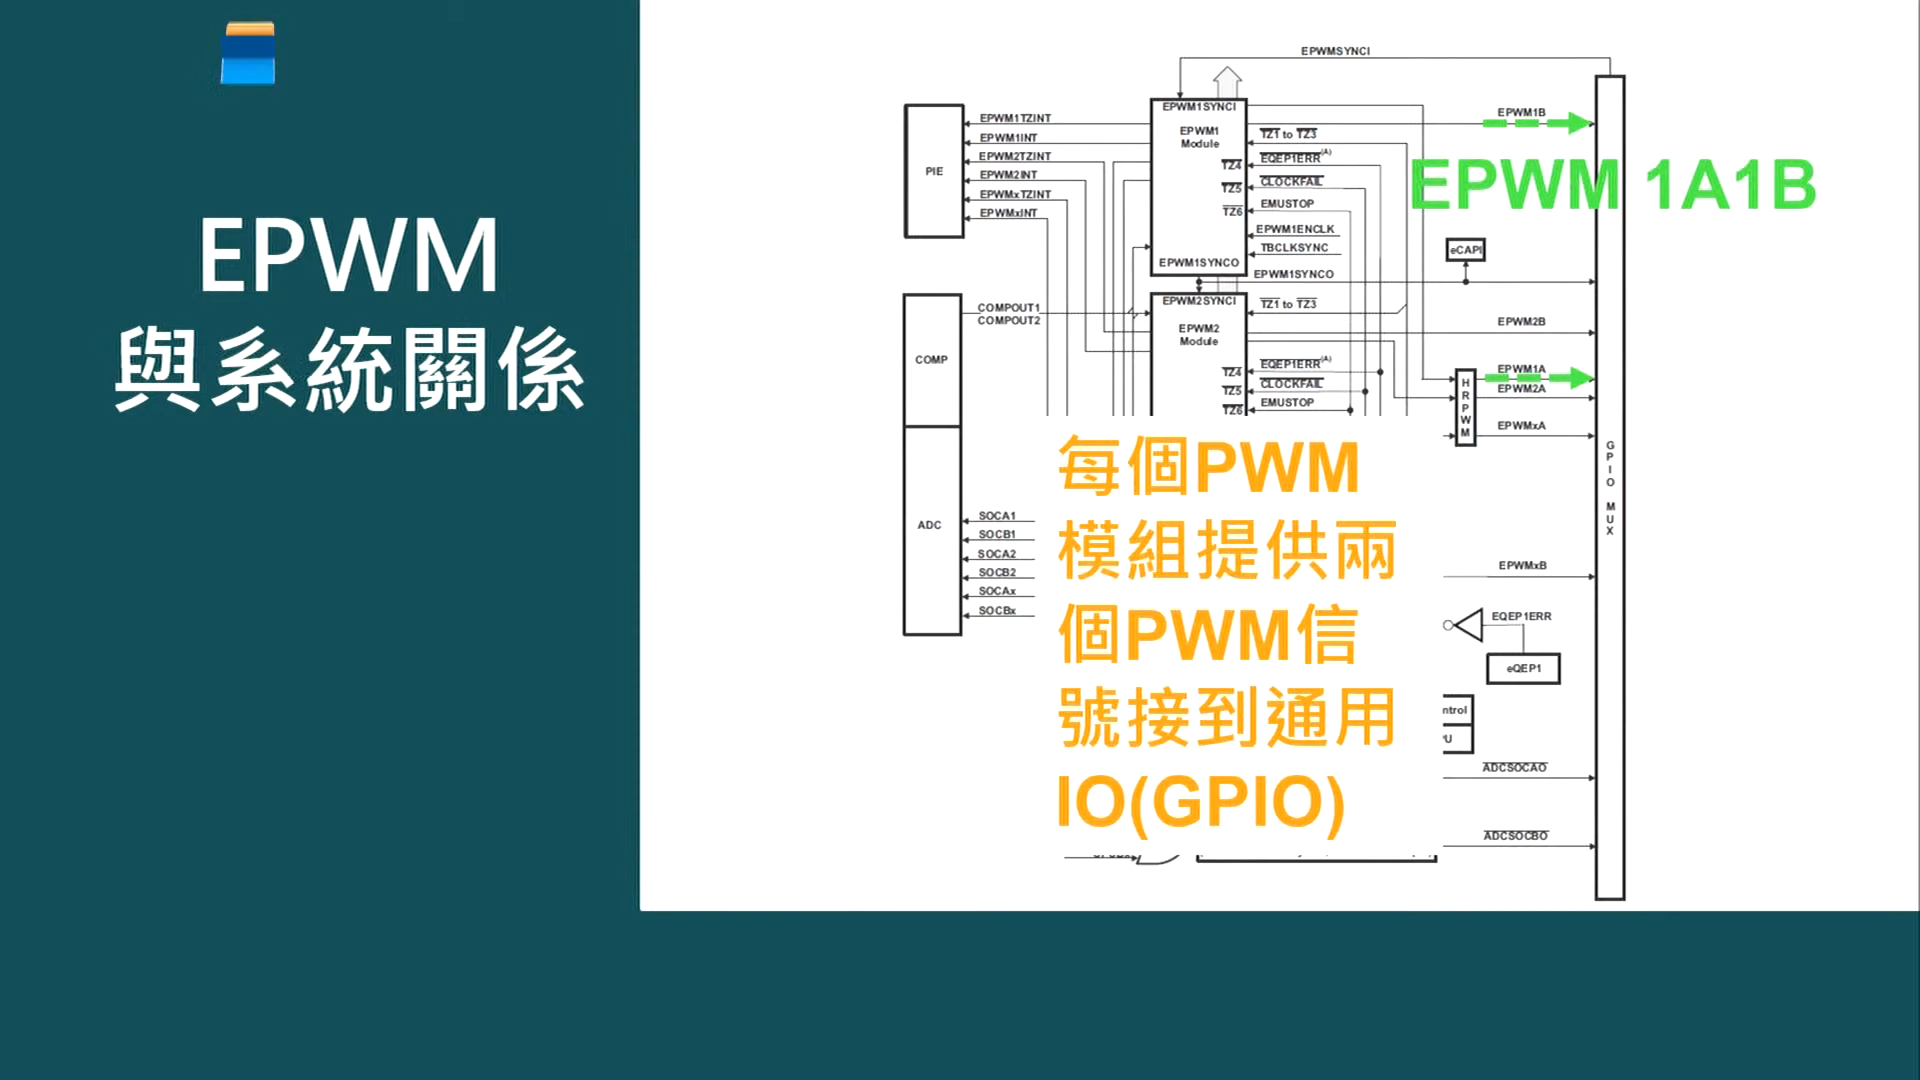 EPWM
與系統關係
EPWMSYNCI
EPWM1SYNCI
EPWM1
Module
TZ4
TZ5
TZ6
EPWM1SYNCO
PIE
EPWM1TZINT
EPWM1INT
EPWM2TZINT
EPWM2INT
EPWMxTZINT
EPWMxINT
TZ1 to TZ3
EQEP1ERR(A)
CLOCKFAIL
EMUSTOP
EPWM1ENCLK
TBCLKSYNC
EPWM1SYNCO
EPWM1B
EPWM 1A1B
eCAPI
COMPOUT1
COMPOUT2
COMP
EPWM2SYNCI
EPWM2
Module
TZ4
TZ5
TZ6
TZ1 to TZ3
EQEP1ERR(A)
CLOCKFAIL
EMUSTOP
EPWM2B
EPWM1A
EPWM2A
EPWMxA
HRPWM
GPIO MUX
ADC
SOCA1
SOCB1
SOCA2
SOCB2
SOCAx
SOCBx
每個PWM
模組提供兩
個PWM信
號接到通用
IO(GPIO)
EPWMxB
EQEP1ERR
eQEP1
ntrol
ADCSOCAO
ADCSOCBO